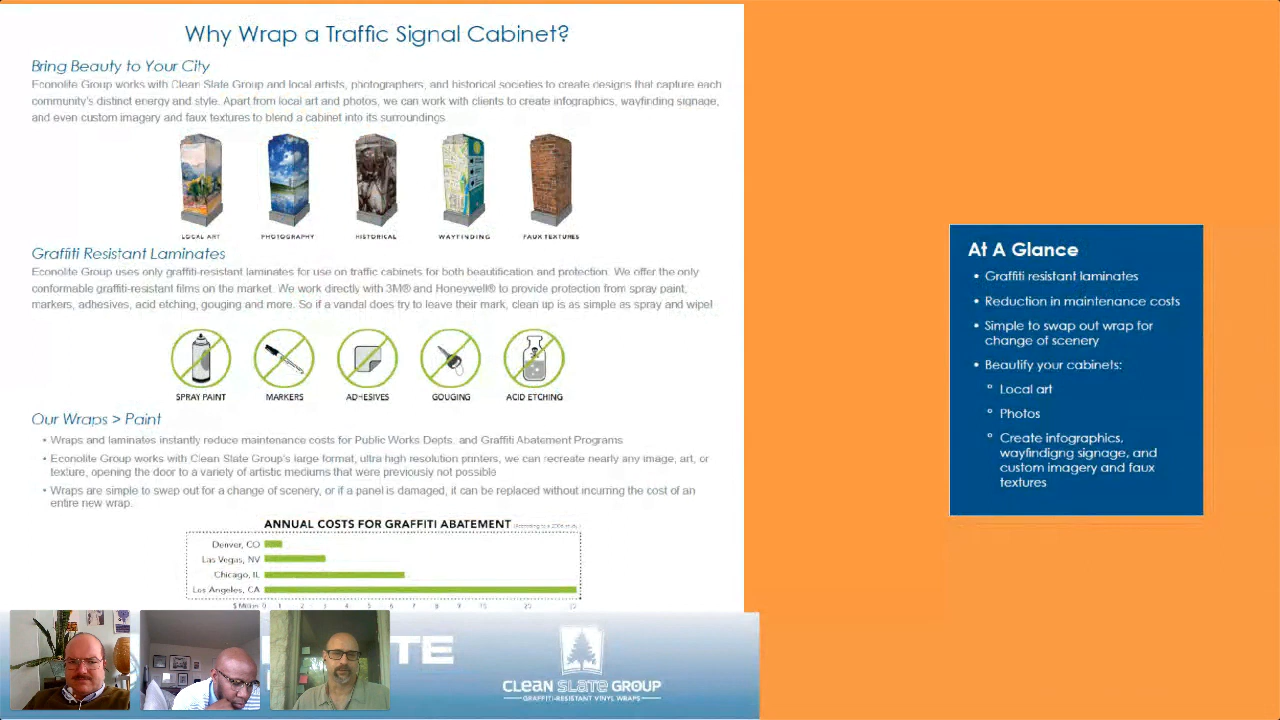 Why Wrap a Traffic Signal Cabinet?
Bring Beauty to Your City
Econolite Group works with Clean Slate Group and local artists, photographers, and historical societies to create designs that capture each
community's distinct energy and style. Apart from local art and photos, we can work with clients to create infographics, wayfinding signage,
and even custom imagery and faux textures to blend a cabinet into its surroundings
LOCAL ART
PHOTOGRAPHY
HISTORICAL
WAYFINDING
FAUX TEXTURES
Graffiti Resistant Laminates
Econolite Group uses only graffiti-resistant laminates for use on traffic cabinets for both beautification and protection. We offer the only
conformable graffiti-resistant films on the market. We work directly with 3M® and Honeywell® to provide protection from spray paint,
markers, adhesives, acid etching, gouging and more. So if a vandal does try to leave their mark, clean up is as simple as spray and wipe!
SPRAY PAINT
MARKERS
ADHESIVES
GOUGING
ACID ETCHING
Our Wraps > Paint
• Wraps and laminates instantly reduce maintenance costs for Public Works Depts. and Graffiti Abatement Programs
• Econolite Group works with Clean Slate Group's large format, ultra high resolution printers, we can recreate nearly any image, art, or
texture, opening the door to a variety of artistic mediums that were previously not possible
• Wraps are simple to swap out for a change of scenery, or if a panel is damaged, it can be replaced without incurring the cost of an
entire new wrap.
ANNUAL COSTS FOR GRAFFITI ABATEMENT
Denver, CO
Las Vegas, NV
Chicago, IL
Los Angeles, CA
$ Million 0 1 2 3 4 5 6 7 8 9 10 20
TE
CLEAN SLATE GROUP
GRAFFITI-RESISTANT VINYL WRAPS
At A Glance
• Graffiti resistant laminates
• Reduction in maintenance costs
• Simple to swap out wrap for
change of scenery
• Beautify your cabinets:
° Local art
° Photos
° Create infographics,
wayfindigng signage, and
custom imagery and faux
textures